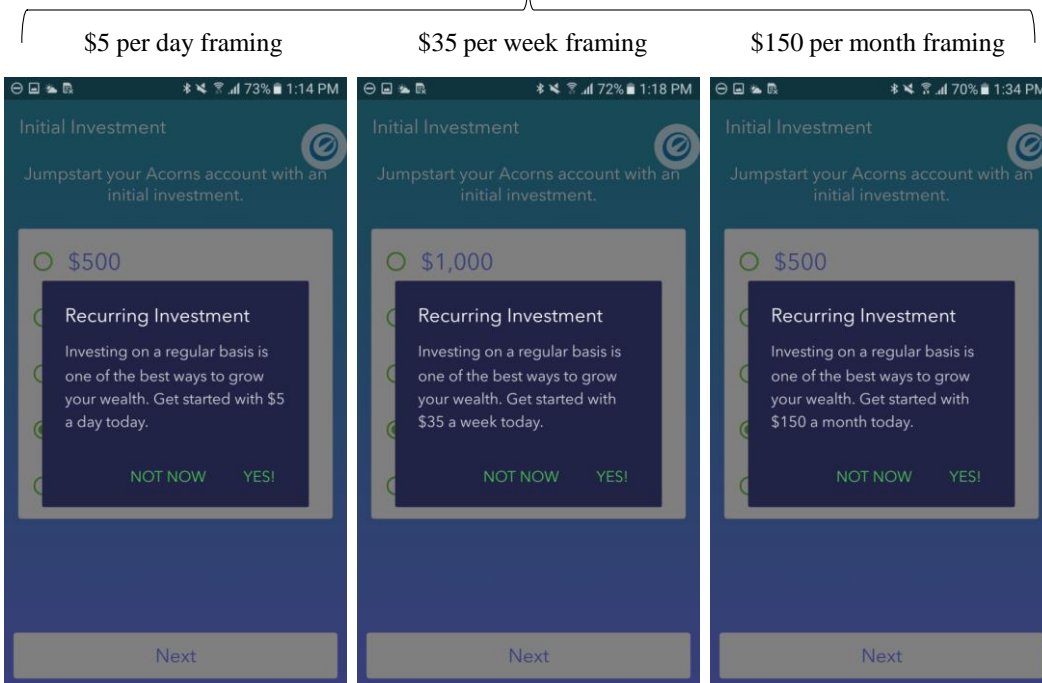 $5 per day framing
$35 per week framing
$150 per month framing
73% 1:14 PM
Initial Investment
Jumpstart your Acorns account with an
initial investment.
$500
Recurring Investment
Investing on a regular basis is
one of the best ways to grow
your wealth. Get started with $5
a day today.
NOT NOW YES!
Next
72% 1:18 PM
Initial Investment
Jumpstart your Acorns account with an
initial investment.
$1,000
Recurring Investment
Investing on a regular basis is
one of the best ways to grow
your wealth. Get started with
$35 a week today.
NOT NOW YES!
Next
70% 1:34 PM
Initial Investment
Jumpstart your Acorns account with an
initial investment.
$500
Recurring Investment
Investing on a regular basis is
one of the best ways to grow
your wealth. Get started with
$150 a month today.
NOT NOW YES!
Next